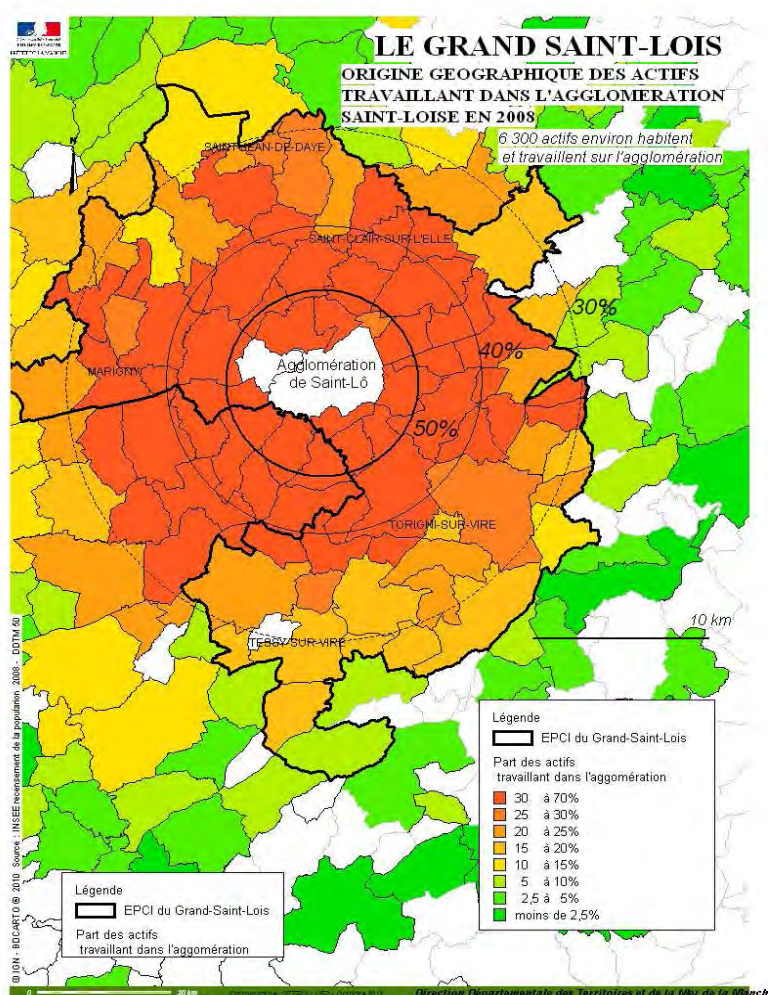 LE GRAND SAINT-LOIS
ORIGINE GEOGRAPHIQUE DES ACTIFS
TRAVAILLANT DANS L'AGGLOMERATION
SAINT-LOISE EN 2008
6 300 actifs environ habitent
et travaillent sur l'agglomération
N
SAINT-JEAN-DE-DAYE
SAINT-CLAIR-SUR-L'ELLE
30%
40%
Agglomération
de Saint-Lô
MARIGNY
50%
TORIGNI-SUR-VIRE
10 km
TESSY-SUR-VIRE
Légende
EPCI du Grand-Saint-Lois
Part des actifs
travaillant dans l'aggomération
30 à 70%
25 à 30%
20 à 25%
15 à 20%
10 à 15%
5 à 10%
2,5 à 5%
moins de 2,5%
Légende
EPCI du Grand-Saint-Lois
Part des actifs
travaillant dans l'aggomération
© IGN - BDCARTO ® 2010 Source : INSEE recensement de la population 2008 - DDTM 50
0 20 km
Direction Départementale des Territoires et de la Mer de la Manch